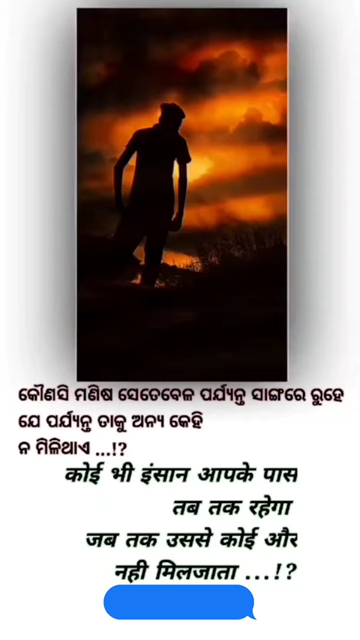 କୌଣସି ମଣିଷ ସେତେବେଳ ପର୍ଯ୍ୟନ୍ତ ସାଙ୍ଗରେ ରୁହେ
ଯେ ପର୍ଯ୍ୟନ୍ତ ତାକୁ ଅନ୍ୟ କେହି
ନ ମିଳିଥାଏ ...!?
कोई भी इंसान आपके पास
तब तक रहेगा
जब तक उससे कोई और
नही मिलजाता ...!?